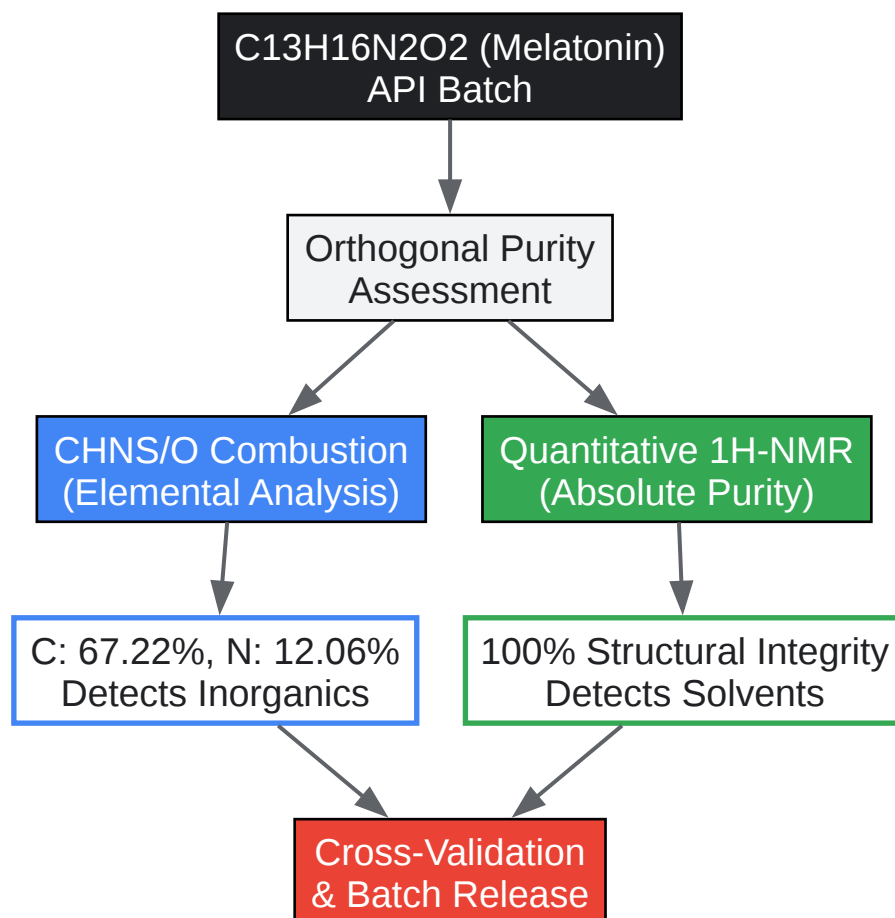 C13H16N2O2 (Melatonin)
API Batch
Orthogonal Purity
Assessment
CHNS/O Combustion
(Elemental Analysis)
Quantitative 1H-NMR
(Absolute Purity)
C: 67.22%, N: 12.06%
Detects Inorganics
100% Structural Integrity
Detects Solvents
Cross-Validation
& Batch Release